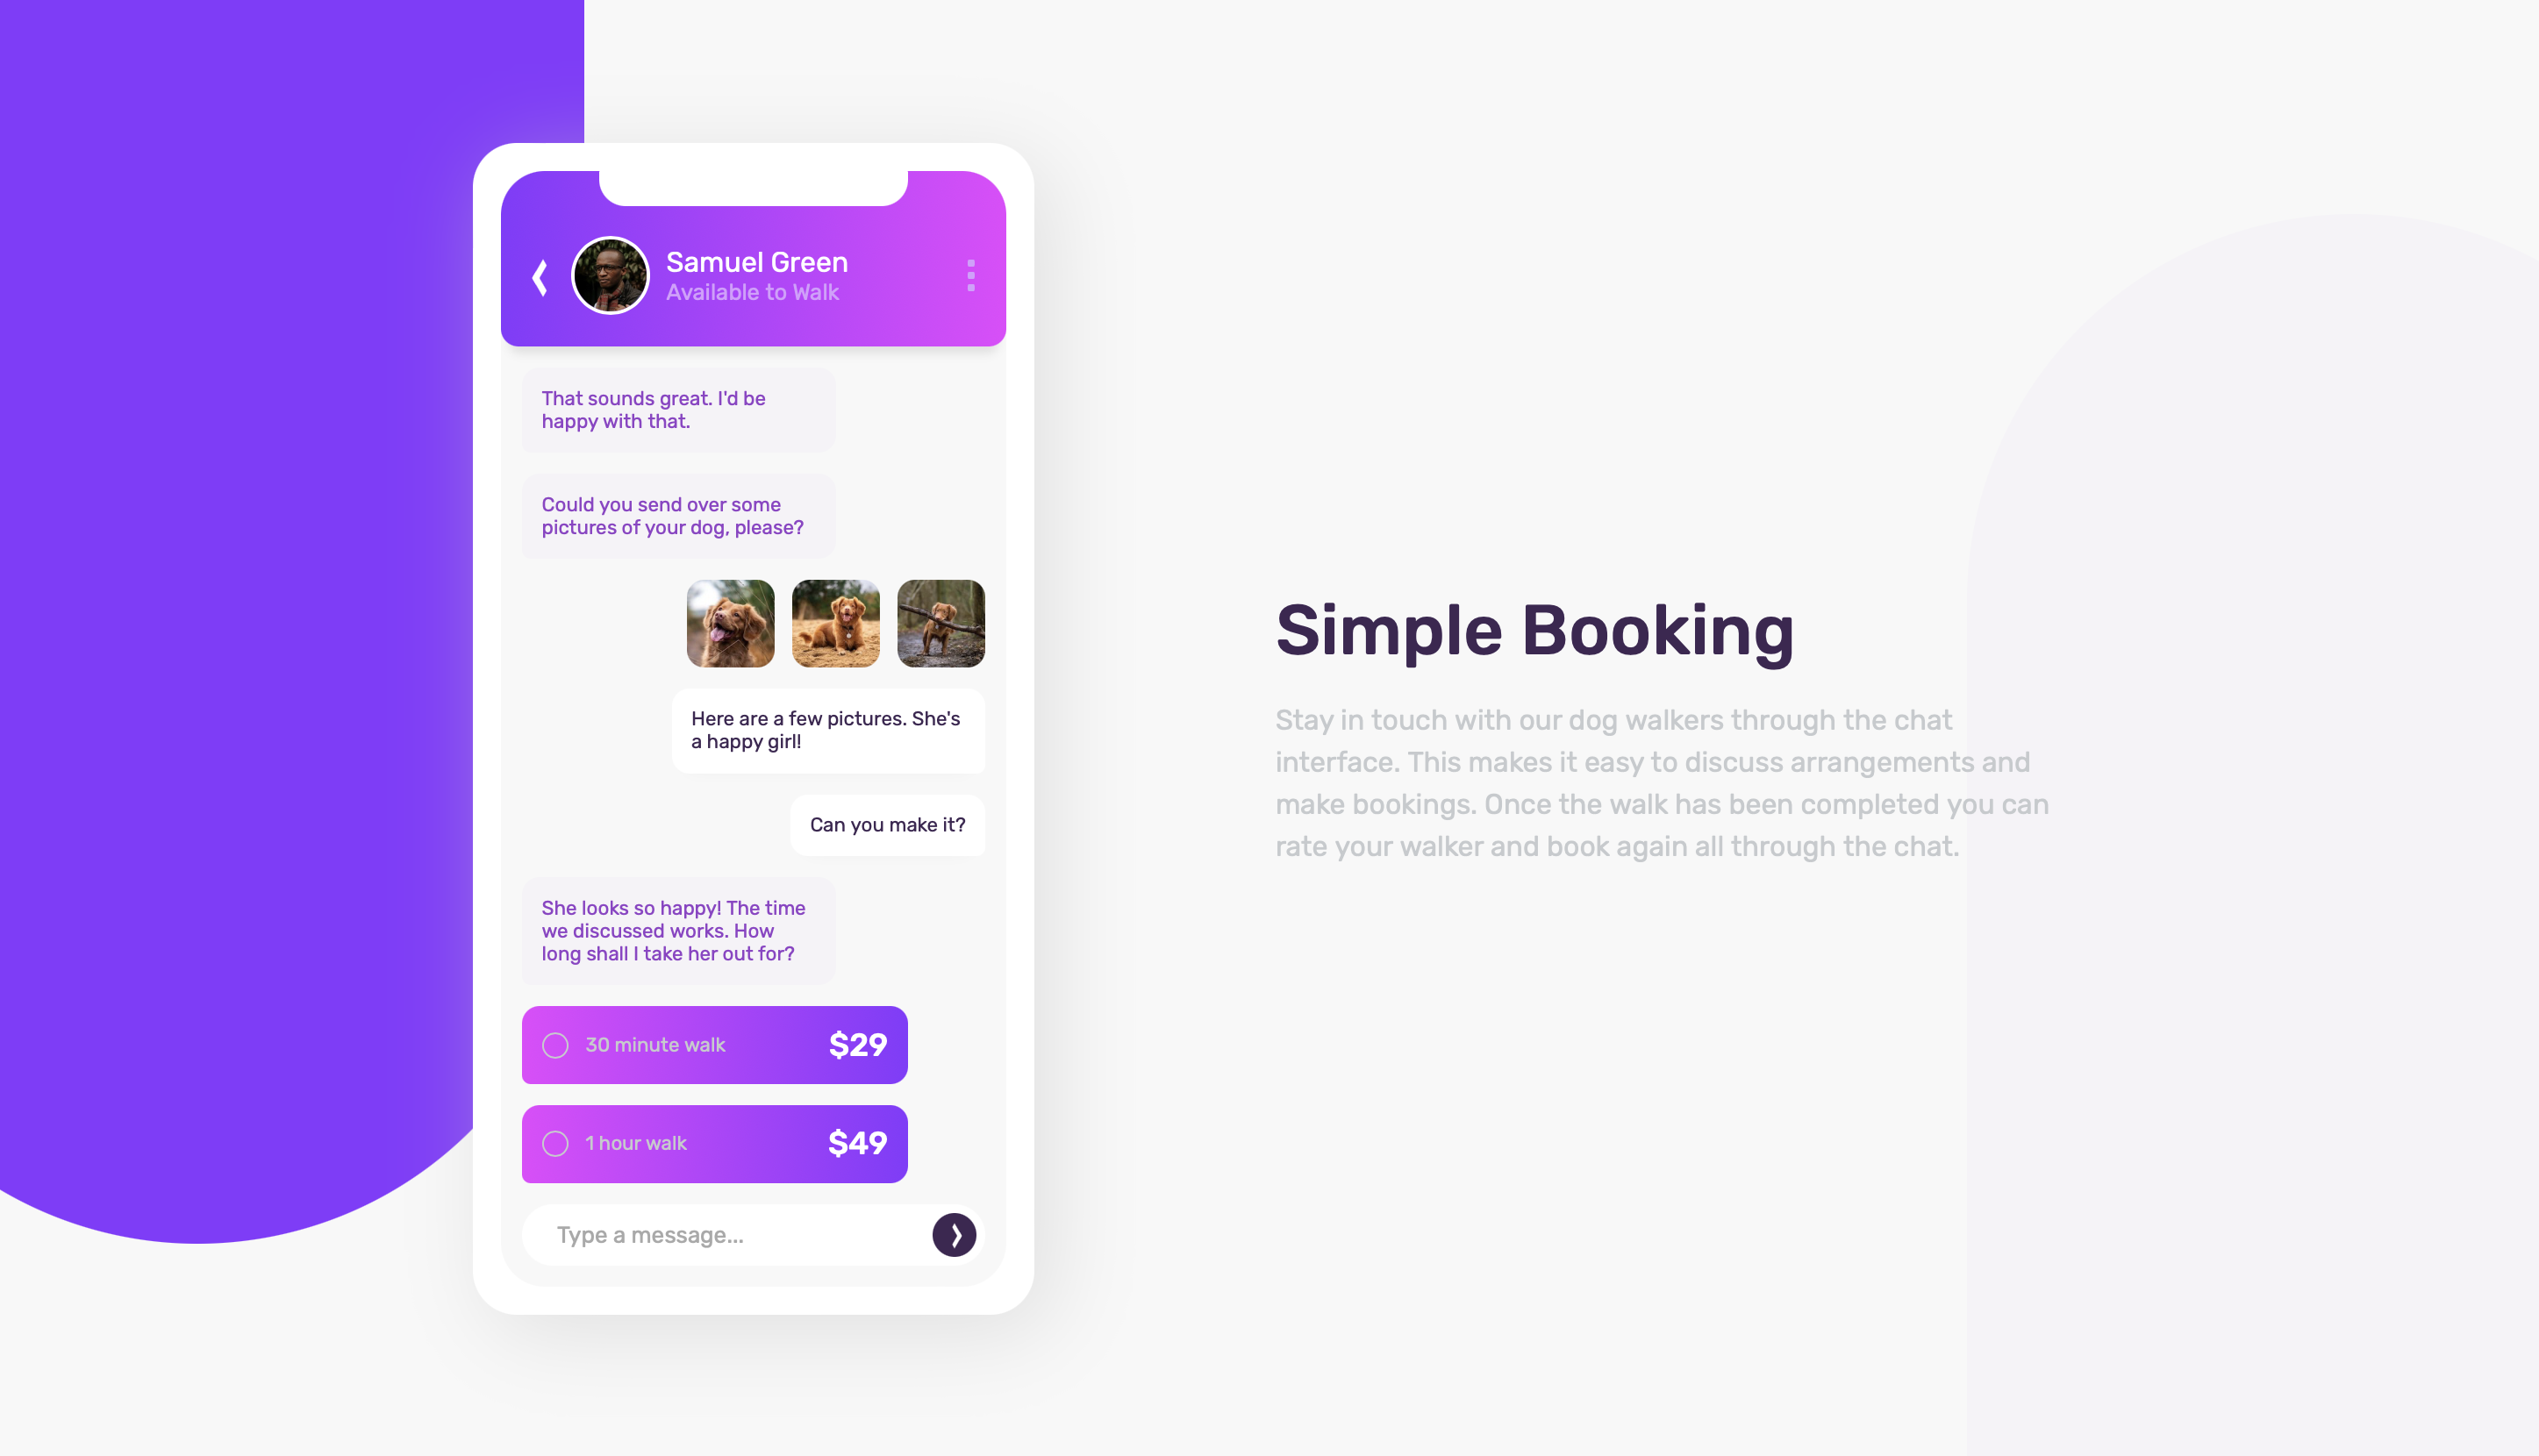 Samuel Green
Available to Walk
That sounds great. I'd be
happy with that.
Could you send over some
pictures of your dog, please?
Here are a few pictures. She's
a happy girl!
Can you make it?
She looks so happy! The time
we discussed works. How
long shall I take her out for?
30 minute walk $29
1 hour walk $49
Type a message...
Simple Booking
Stay in touch with our dog walkers through the chat
interface. This makes it easy to discuss arrangements and
make bookings. Once the walk has been completed you can
rate your walker and book again all through the chat.